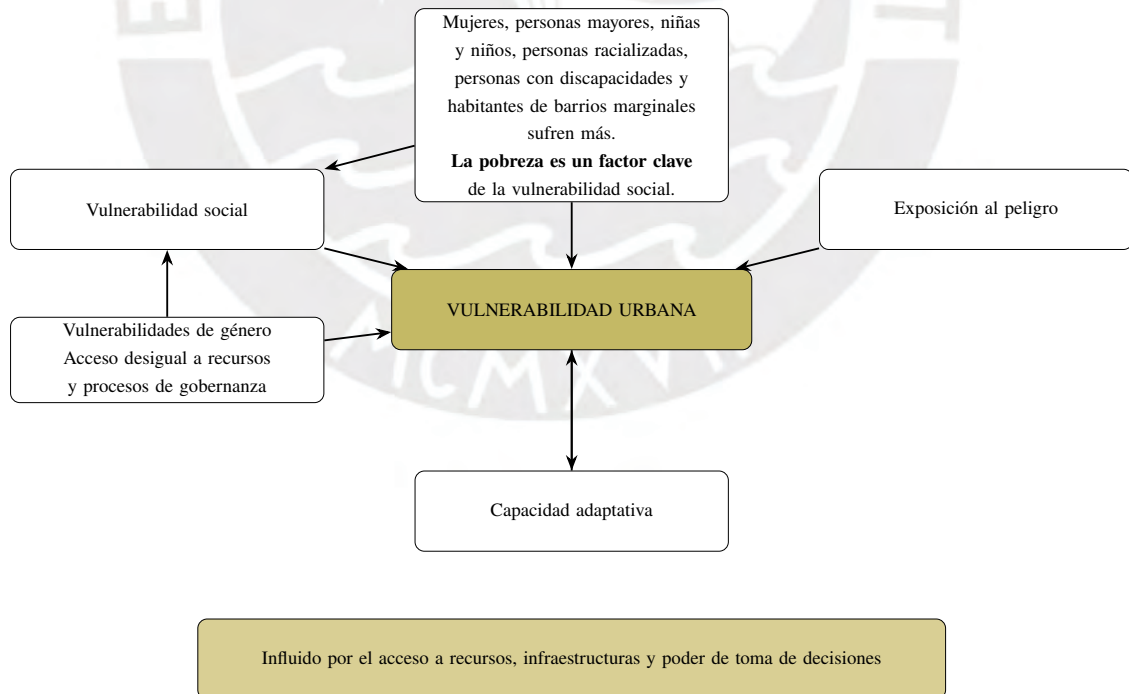 Mujeres, personas mayores, niñas
y niños, personas racializadas,
personas con discapacidades y
habitantes de barrios marginales
sufren más.
La pobreza es un factor clave
de la vulnerabilidad social.
Vulnerabilidad social
Exposición al peligro
VULNERABILIDAD URBANA
Vulnerabilidades de género
Acceso desigual a recursos
y procesos de gobernanza
MCMXVII
Capacidad adaptativa
Influido por el acceso a recursos, infraestructuras y poder de toma de decisiones